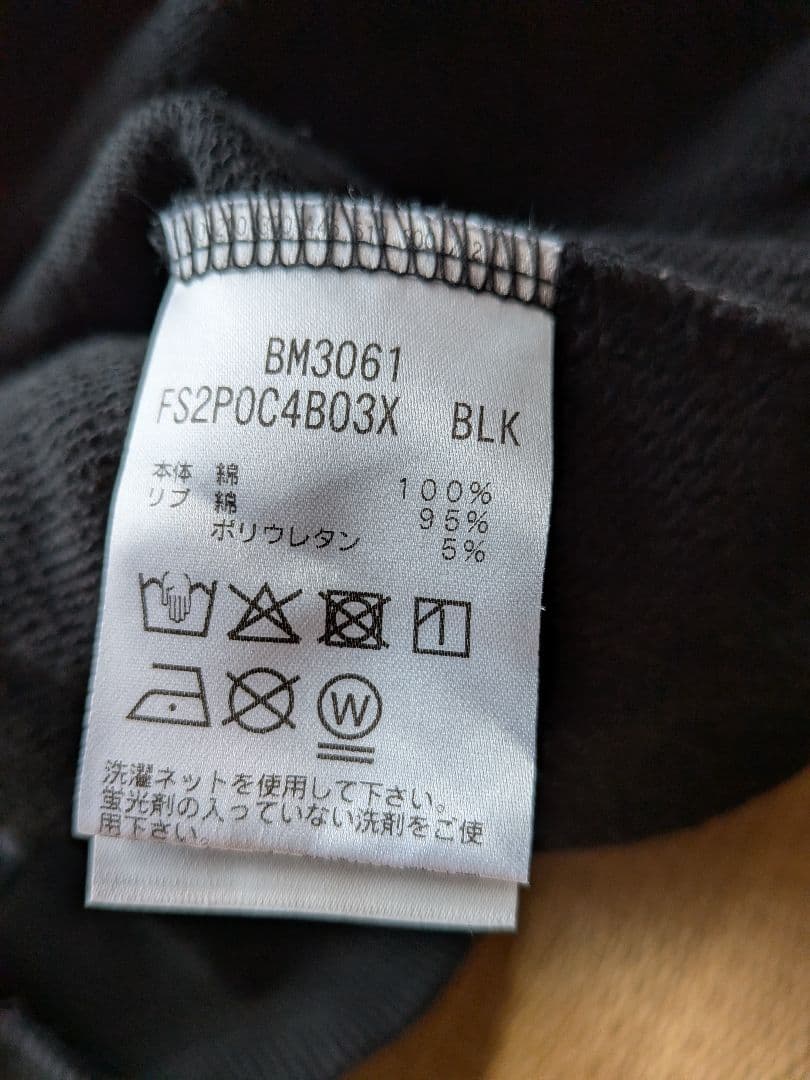 BM3061
FS2P0C4B03X BLK
本体 綿 100%
リブ 綿 95%
ポリウレタン 5%
W
洗濯ネットを使用して下さい。
蛍光剤の入っていない洗剤をご使
用下さい。